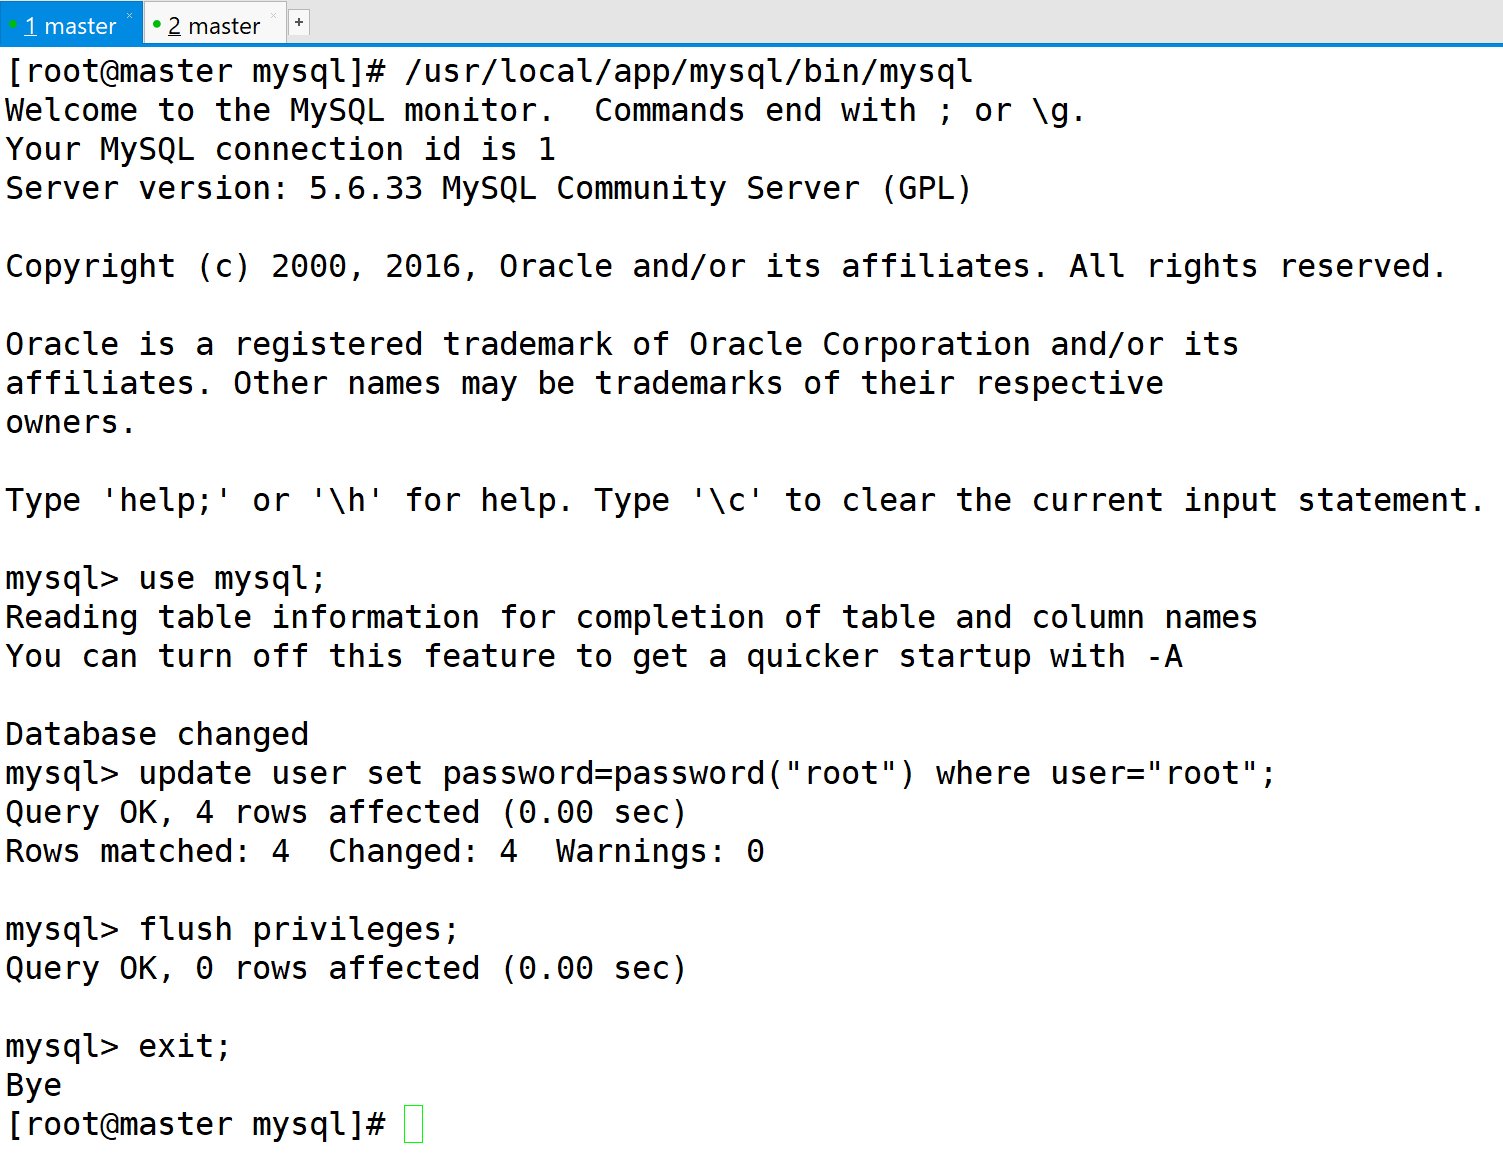 1 master × 2 master × +
[root@master mysql]# /usr/local/app/mysql/bin/mysql
Welcome to the MySQL monitor.  Commands end with ; or \g.
Your MySQL connection id is 1
Server version: 5.6.33 MySQL Community Server (GPL)
Copyright (c) 2000, 2016, Oracle and/or its affiliates. All rights reserved.
Oracle is a registered trademark of Oracle Corporation and/or its
affiliates. Other names may be trademarks of their respective
owners.
Type 'help;' or '\h' for help. Type '\c' to clear the current input statement.
mysql> use mysql;
Reading table information for completion of table and column names
You can turn off this feature to get a quicker startup with -A
Database changed
mysql> update user set password=password("root") where user="root";
Query OK, 4 rows affected (0.00 sec)
Rows matched: 4  Changed: 4  Warnings: 0
mysql> flush privileges;
Query OK, 0 rows affected (0.00 sec)
mysql> exit;
Bye
[root@master mysql]#